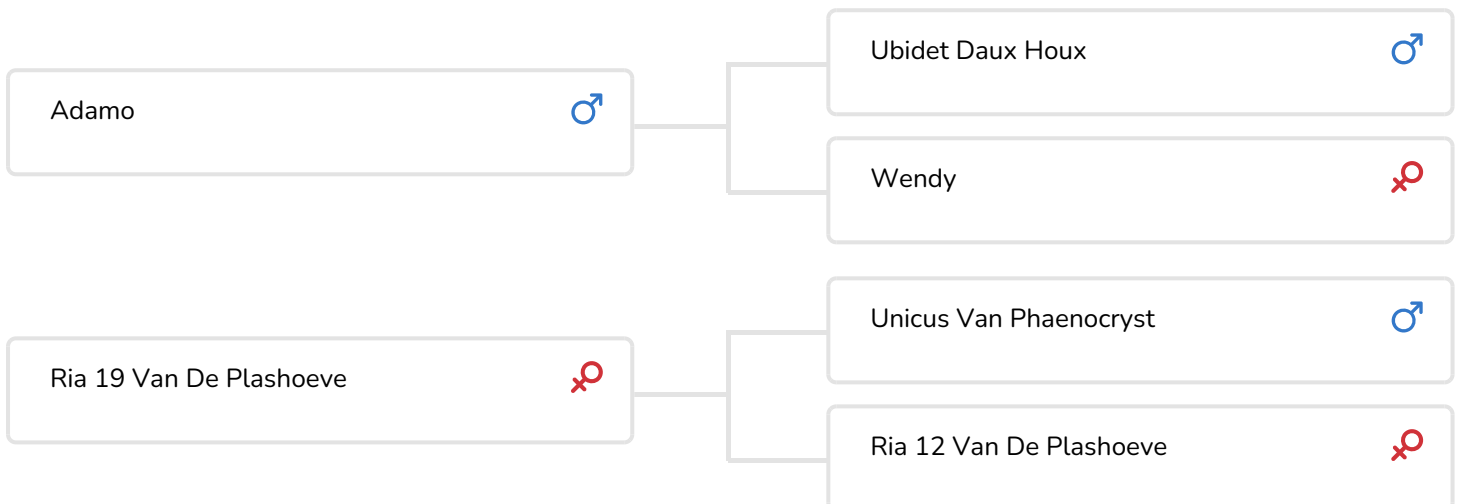 Ubidet Daux Houx
Adamo
Wendy
Unicus Van Phaenocryst
Ria 19 Van De Plashoeve
Ria 12 Van De Plashoeve